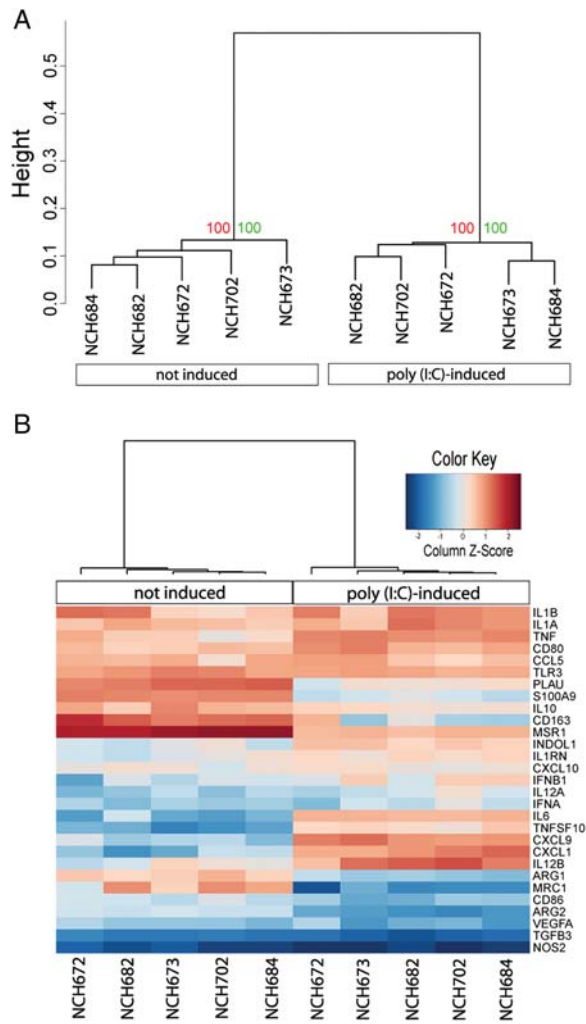 A
Height
0.5
0.4
0.3
0.2
0.1
0.0
100 100
100 100
NCH684
NCH682
NCH672
NCH702
NCH673
NCH682
NCH702
NCH672
NCH673
NCH684
not induced
poly (I:C)-induced
B
Color Key
-2 -1 0 1 2
Column Z-Score
not induced
poly (I:C)-induced
IL1B
IL1A
TNF
CD80
CCL5
TLR3
PLAU
S100A9
IL10
CD163
MSR1
INDOL1
IL1RN
CXCL10
IFNB1
IL12A
IFNA
IL6
TNFSF10
CXCL9
CXCL1
IL12B
ARG1
MRC1
CD86
ARG2
VEGFA
TGFB3
NOS2
NCH672
NCH682
NCH673
NCH702
NCH684
NCH672
NCH673
NCH682
NCH702
NCH684